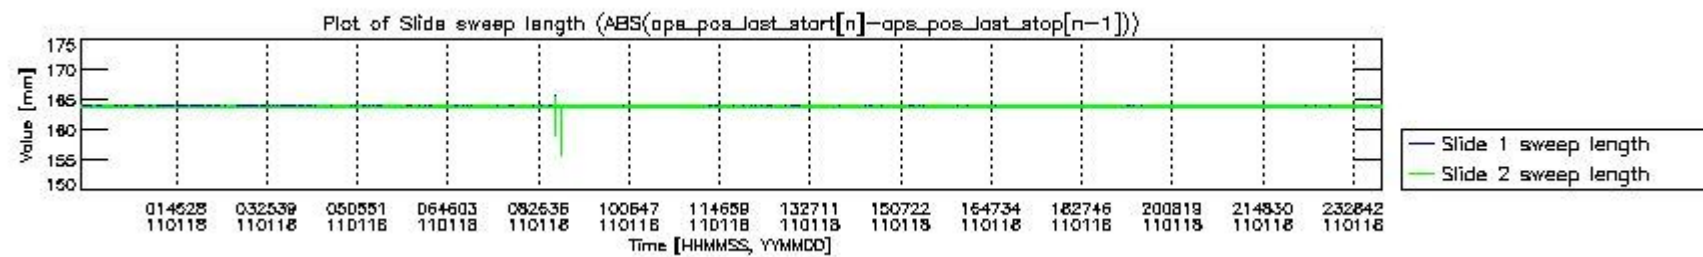 Plot of Slide sweep length (ABS(aps_pos_last_start[n]-aps_pos_last_stop[n-1]))
175
170
165
160
155
150
Value [mm]
014528 032539 050551 064603 082635 100647 114659 132711 150722 164734 182746 200819 214830 232842
110118 110118 110118 110118 110118 110118 110118 110118 110118 110118 110118 110118 110118 110118
Time [HHMMSS, YYMMDD]
Slide 1 sweep length
Slide 2 sweep length